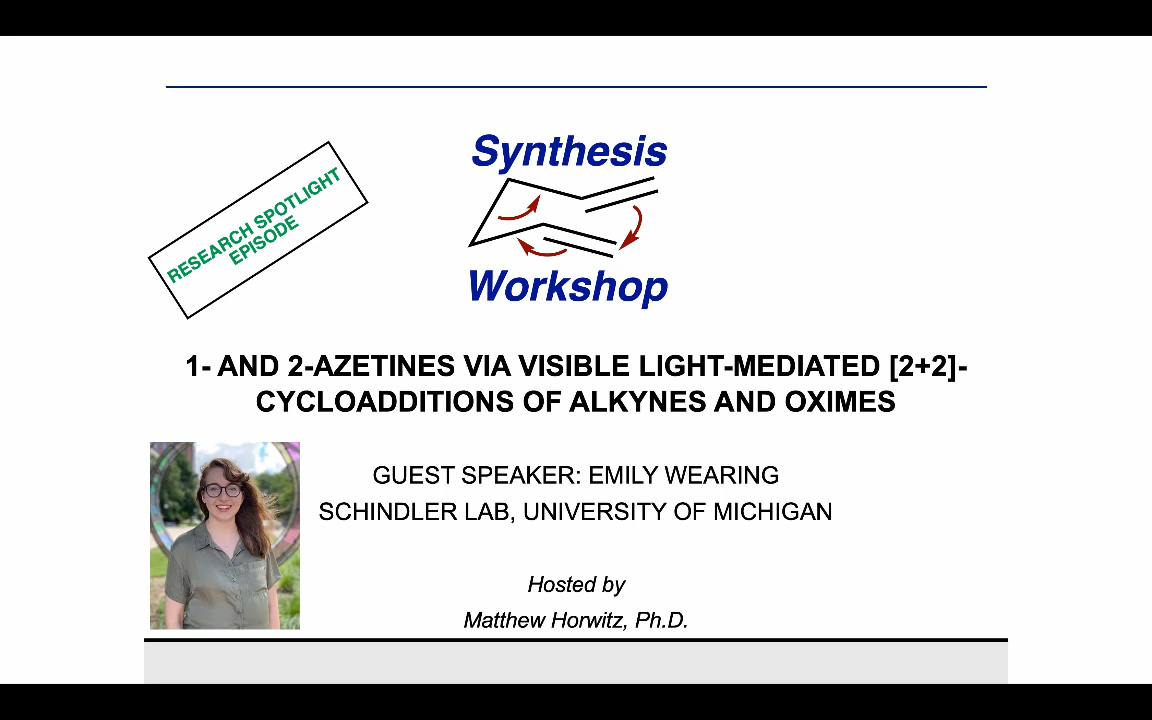 Synthesis
RESEARCH SPOTLIGHT
EPISODE
Workshop
1- AND 2-AZETINES VIA VISIBLE LIGHT-MEDIATED [2+2]-
CYCLOADDITIONS OF ALKYNES AND OXIMES
GUEST SPEAKER: EMILY WEARING
SCHINDLER LAB, UNIVERSITY OF MICHIGAN
Hosted by
Matthew Horwitz, Ph.D.